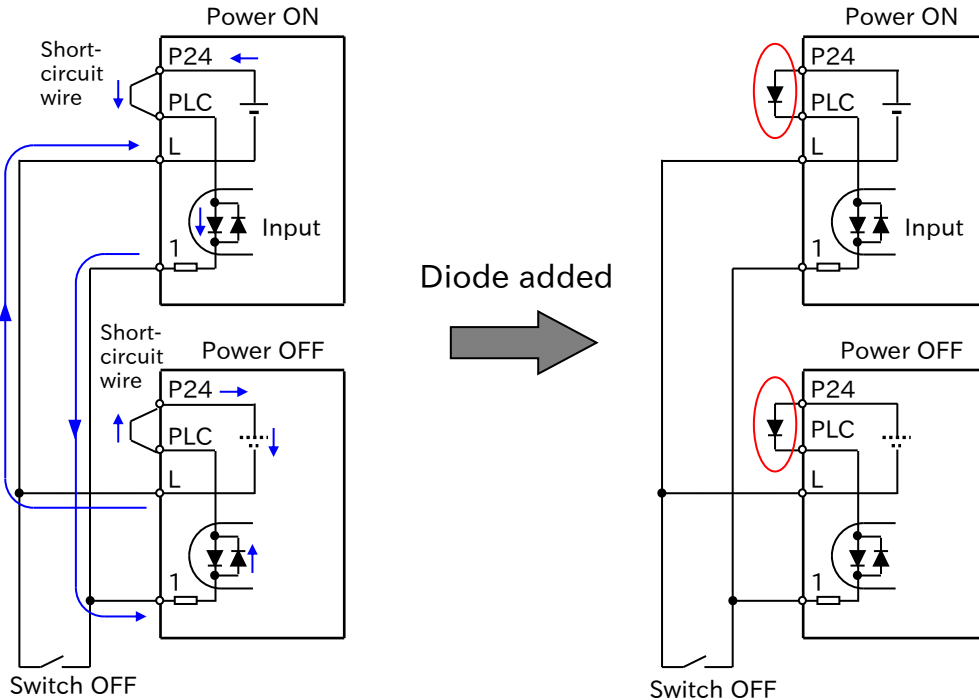 Power ON
Short-
circuit
wire
P24
PLC
L
Input
1
Short-
circuit
wire
Power OFF
P24
PLC
L
1
Switch OFF
Diode added
Power ON
P24
PLC
L
Input
1
Power OFF
P24
PLC
L
1
Switch OFF